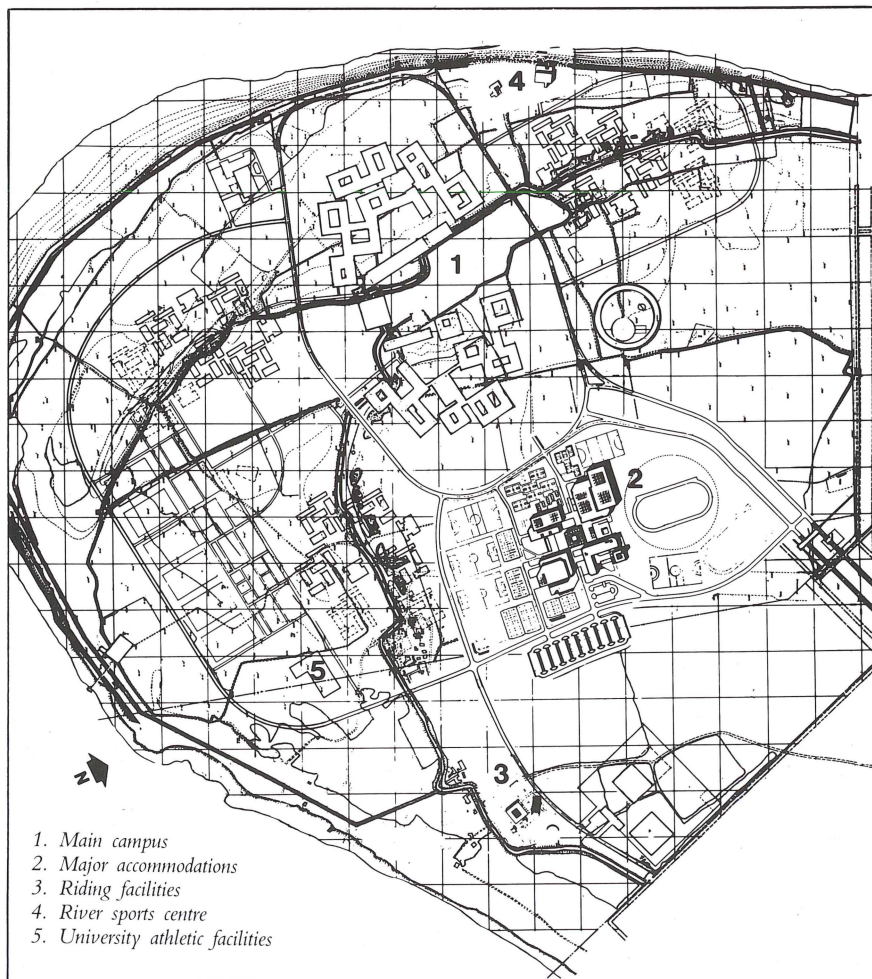 4
1
2
5
3
N
1. Main campus
2. Major accommodations
3. Riding facilities
4. River sports centre
5. University athletic facilities